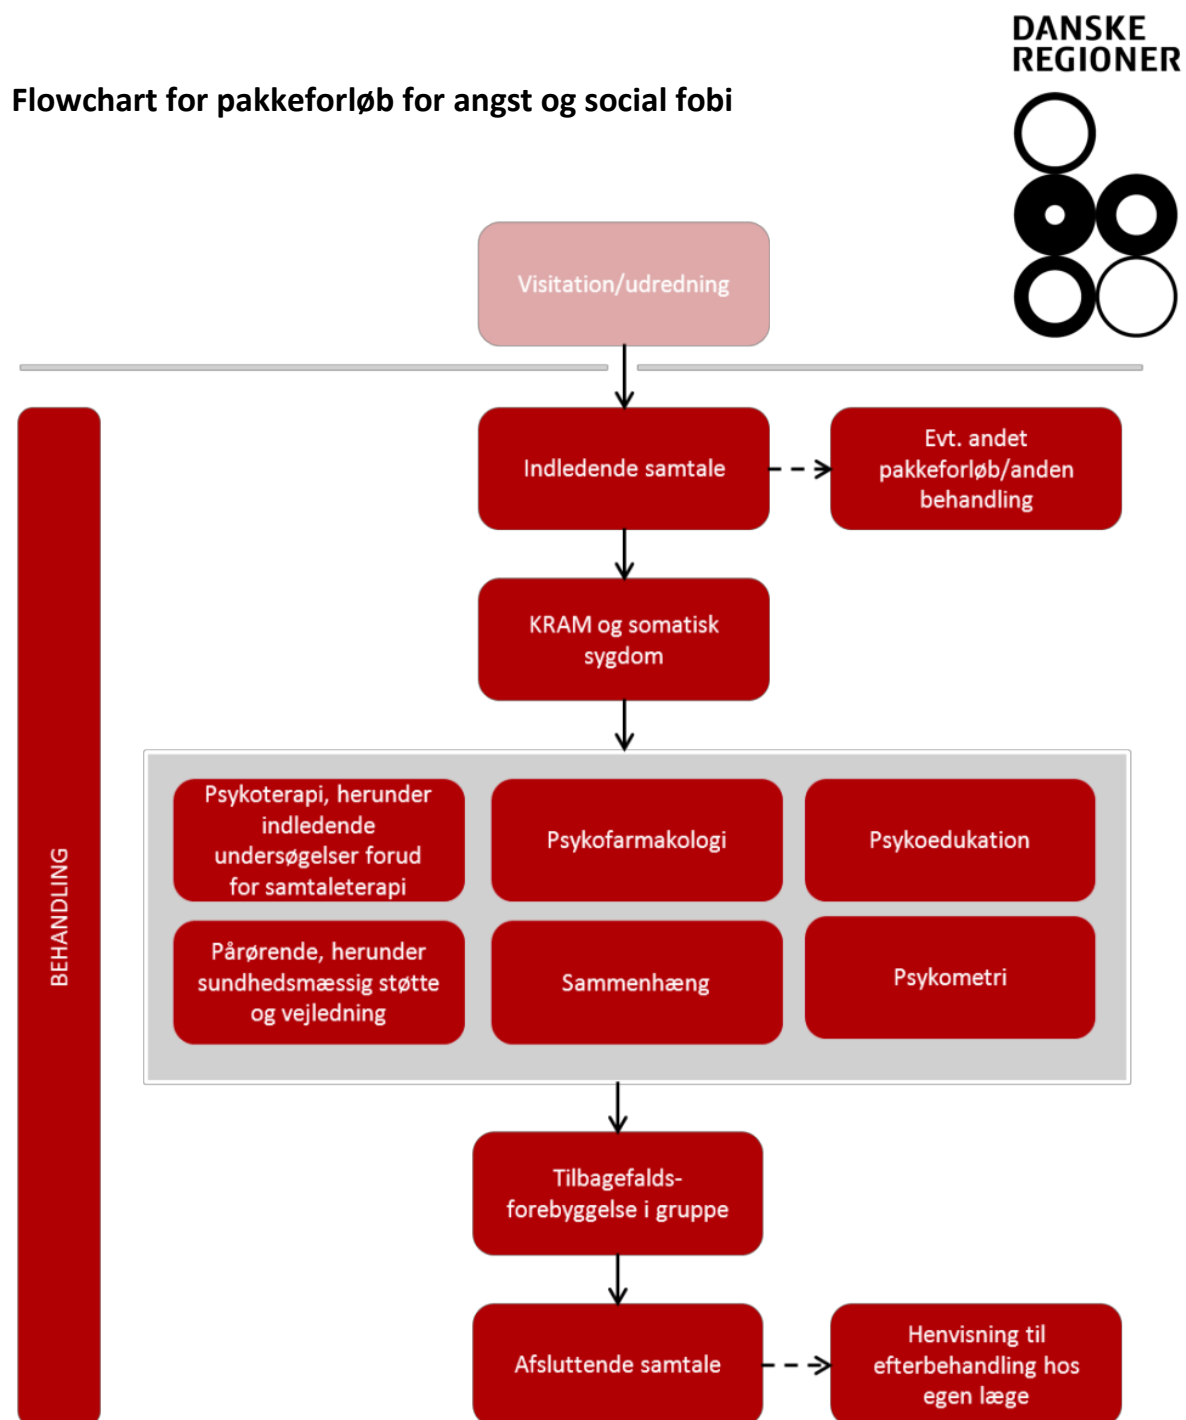 DANSKE
REGIONER
Flowchart for pakkeforløb for angst og social fobi
Visitation/udredning
BEHANDLING
Indledende samtale
Evt. andet
pakkeforløb/anden
behandling
KRAM og somatisk
sygdom
Psykoterapi, herunder
indledende
undersøgelser forud
for samtaleterapi
Psykofarmakologi
Psykoedukation
Pårørende, herunder
sundhedsmæssig støtte
og vejledning
Sammenhæng
Psykometri
Tilbagefalds-
forebyggelse i gruppe
Afsluttende samtale
Henvisning til
efterbehandling hos
egen læge